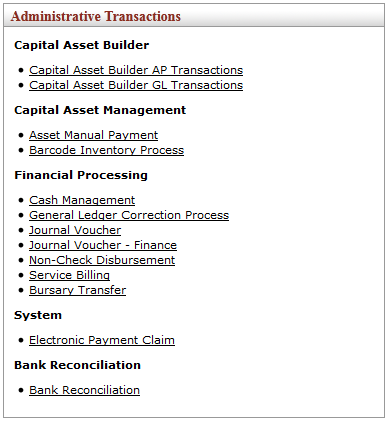 Administrative Transactions
Capital Asset Builder
Capital Asset Builder AP Transactions
Capital Asset Builder GL Transactions
Capital Asset Management
Asset Manual Payment
Barcode Inventory Process
Financial Processing
Cash Management
General Ledger Correction Process
Journal Voucher
Journal Voucher - Finance
Non-Check Disbursement
Service Billing
Bursary Transfer
System
Electronic Payment Claim
Bank Reconciliation
Bank Reconciliation